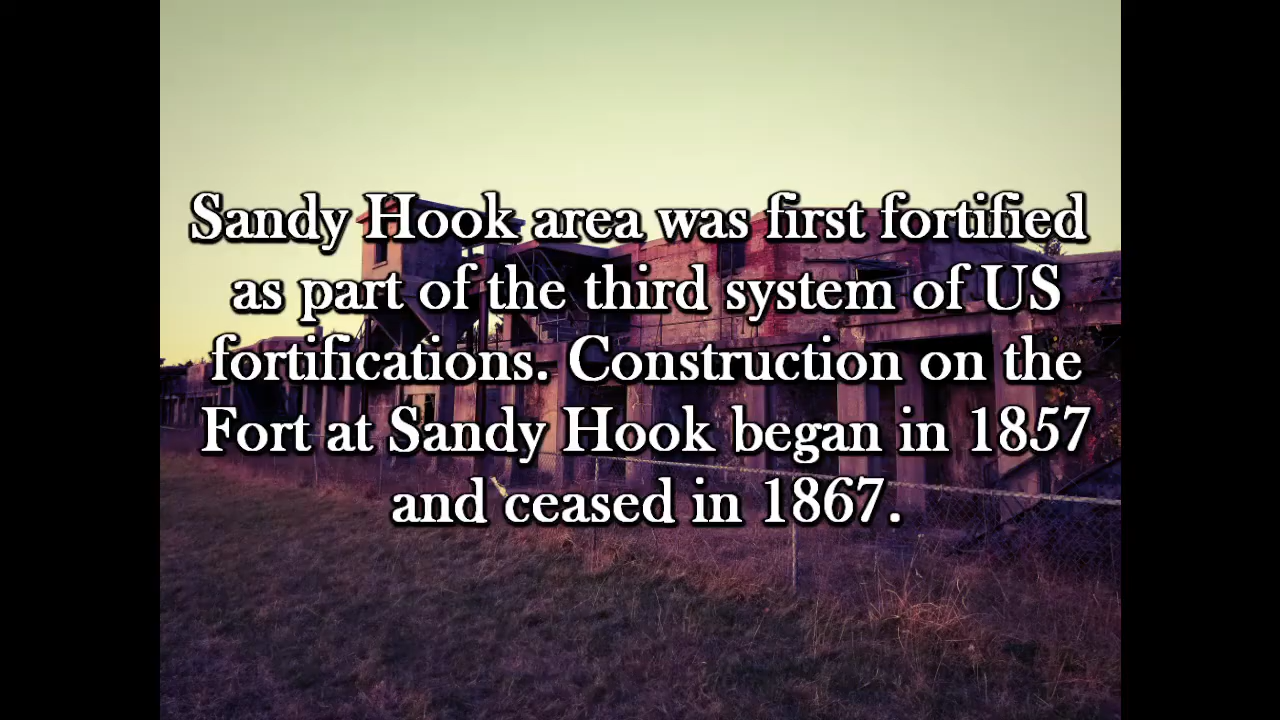 Sandy Hook area was first fortified
as part of the third system of US
fortifications. Construction on the
Fort at Sandy Hook began in 1857
and ceased in 1867.